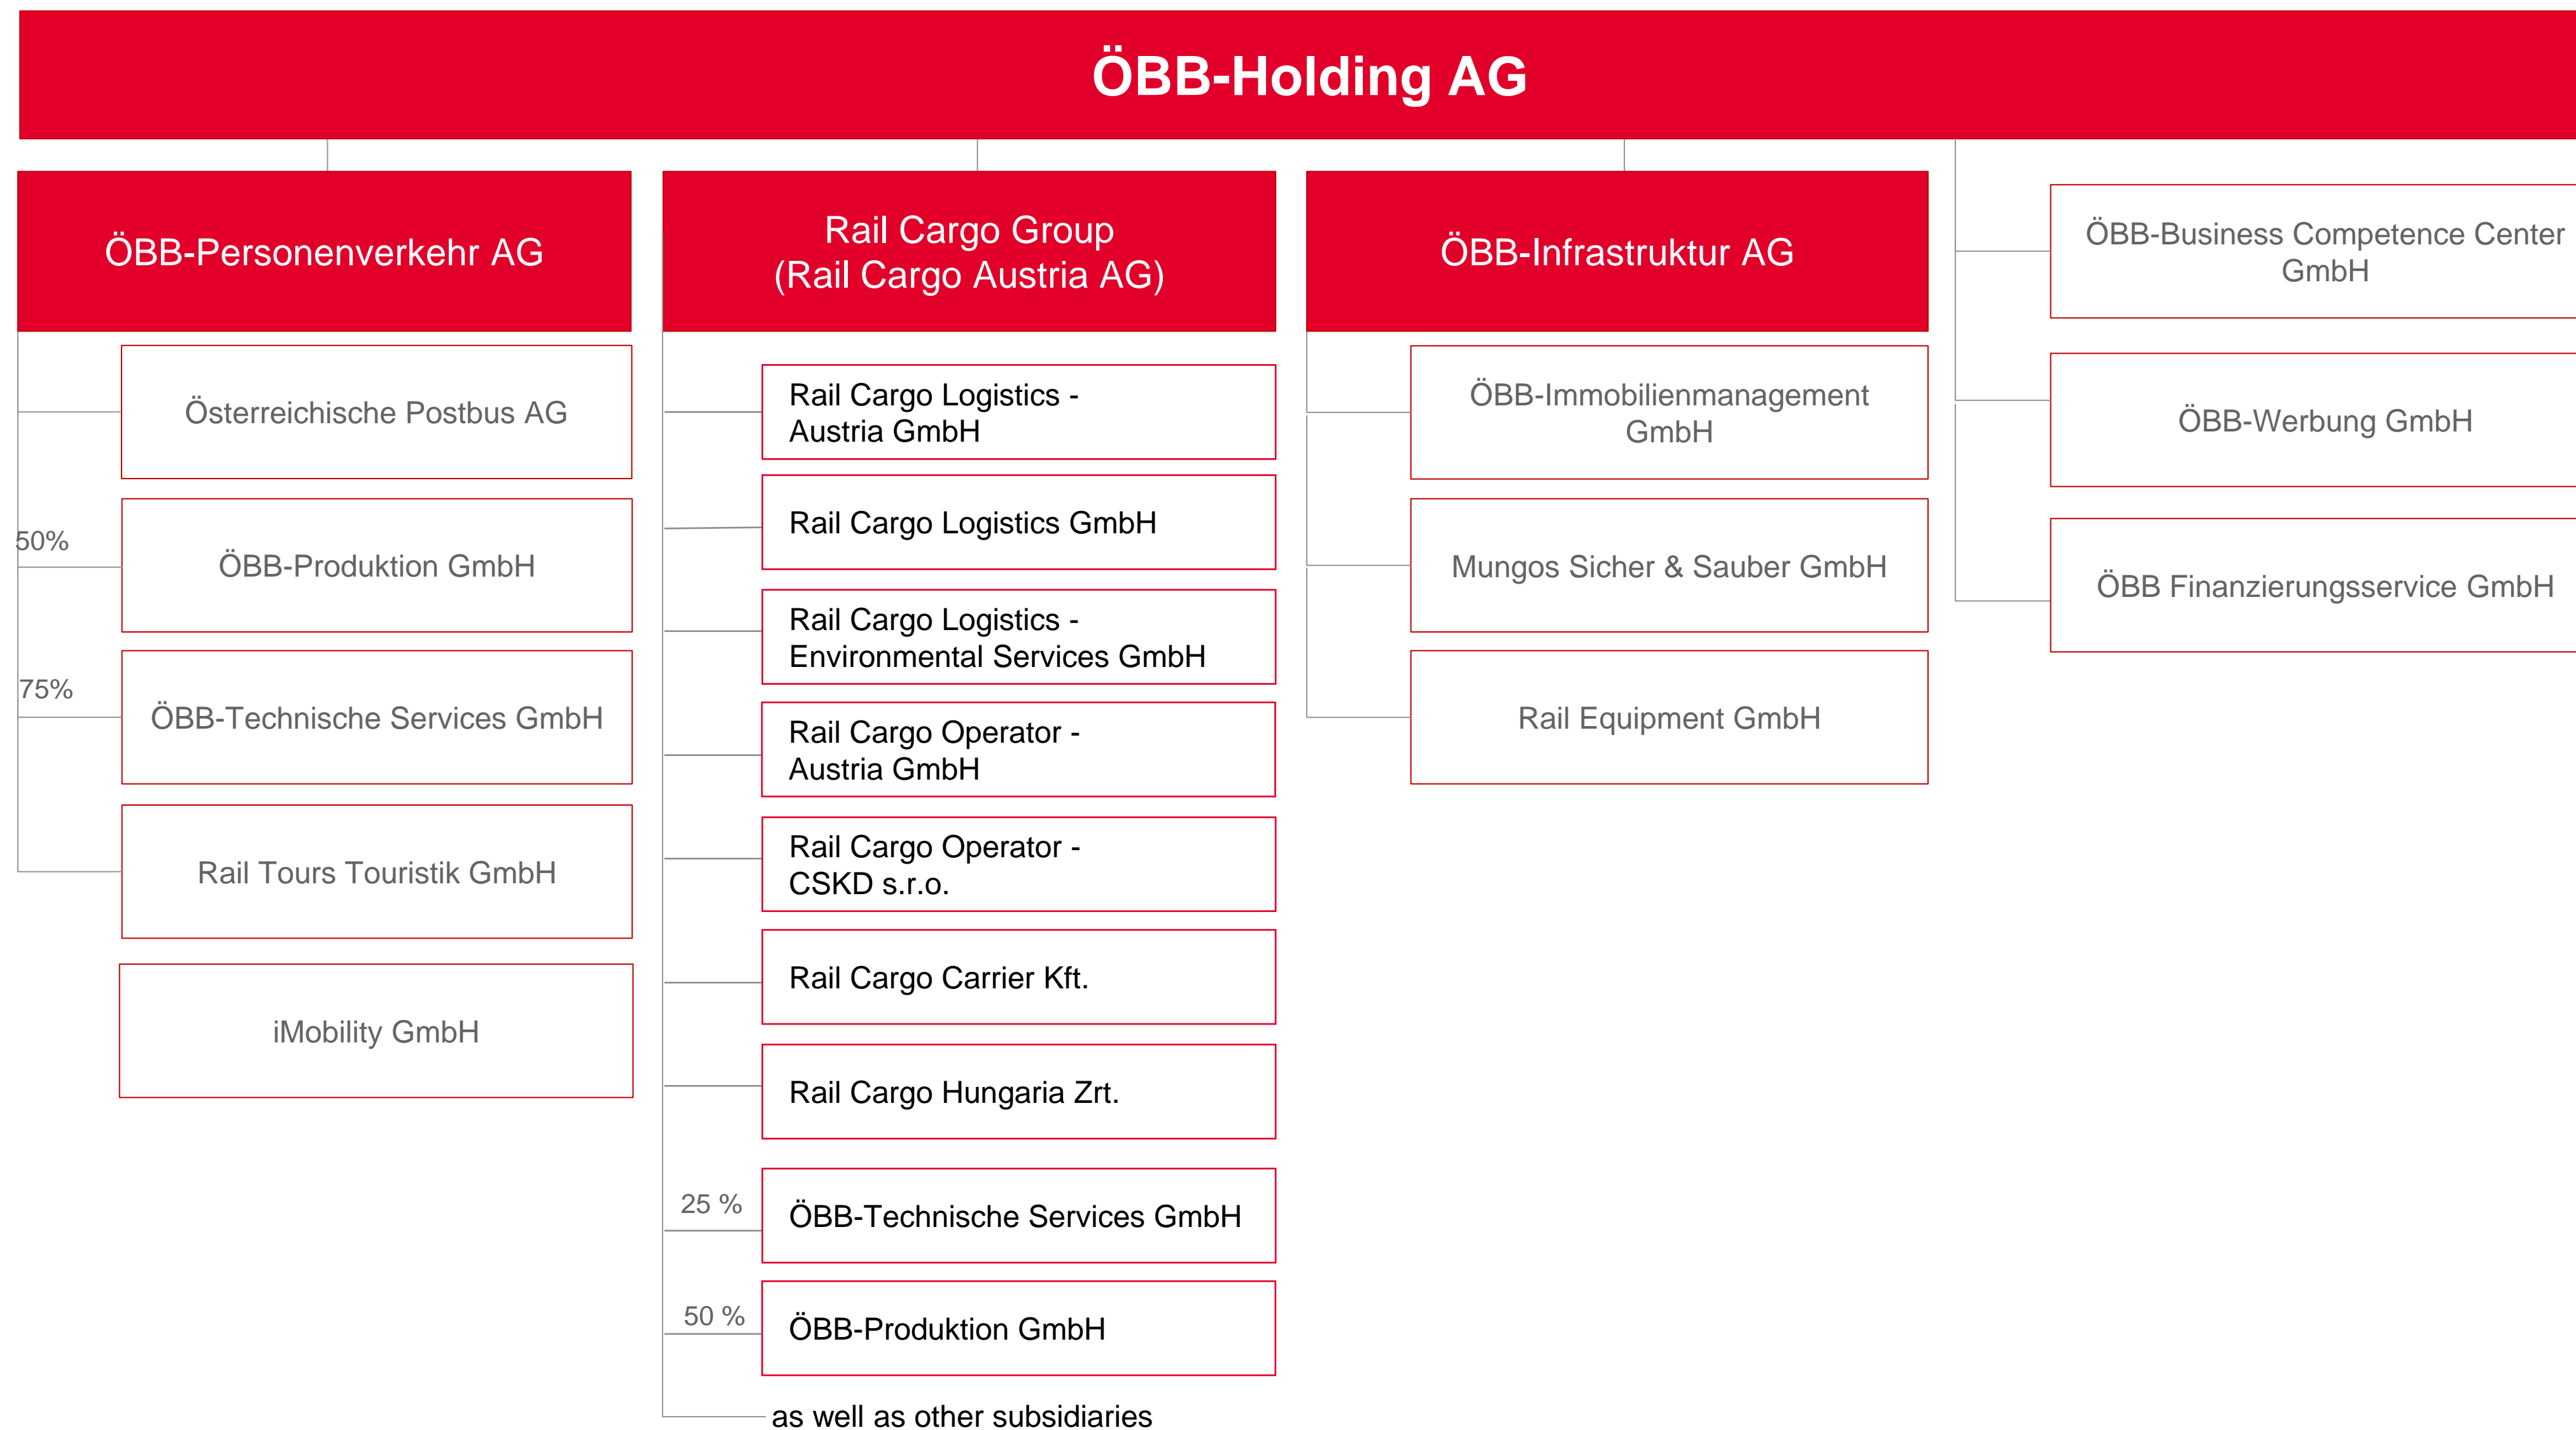 ÖBB-Holding AG
ÖBB-Personenverkehr AG
Österreichische Postbus AG
50%
ÖBB-Produktion GmbH
75%
ÖBB-Technische Services GmbH
Rail Tours Touristik GmbH
iMobility GmbH
Rail Cargo Group
(Rail Cargo Austria AG)
Rail Cargo Logistics -
Austria GmbH
Rail Cargo Logistics GmbH
Rail Cargo Logistics -
Environmental Services GmbH
Rail Cargo Operator -
Austria GmbH
Rail Cargo Operator -
CSKD s.r.o.
Rail Cargo Carrier Kft.
Rail Cargo Hungaria Zrt.
25 %
ÖBB-Technische Services GmbH
50 %
ÖBB-Produktion GmbH
as well as other subsidiaries
ÖBB-Infrastruktur AG
ÖBB-Immobilienmanagement
GmbH
Mungos Sicher & Sauber GmbH
Rail Equipment GmbH
ÖBB-Business Competence Center
GmbH
ÖBB-Werbung GmbH
ÖBB Finanzierungsservice GmbH